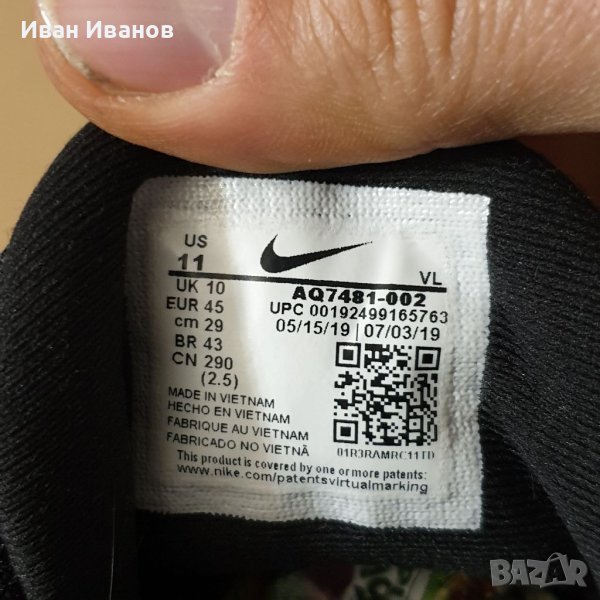 Иван Иванов
US
11
VL
UK 10
AQ7481-002
EUR 45
UPC 00192499165763
cm 29
05/15/19 | 07/03/19
BR 43
CN 290
(2.5)
MADE IN VIETNAM
HECHO EN VIETNAM
FABRIQUE AU VIETNAM
FABRICADO NO VIETNÃ
01R3RAMRC11TD
This product is covered by one or more patents:
www.nike.com/patentsvirtualmarking
BAZAR